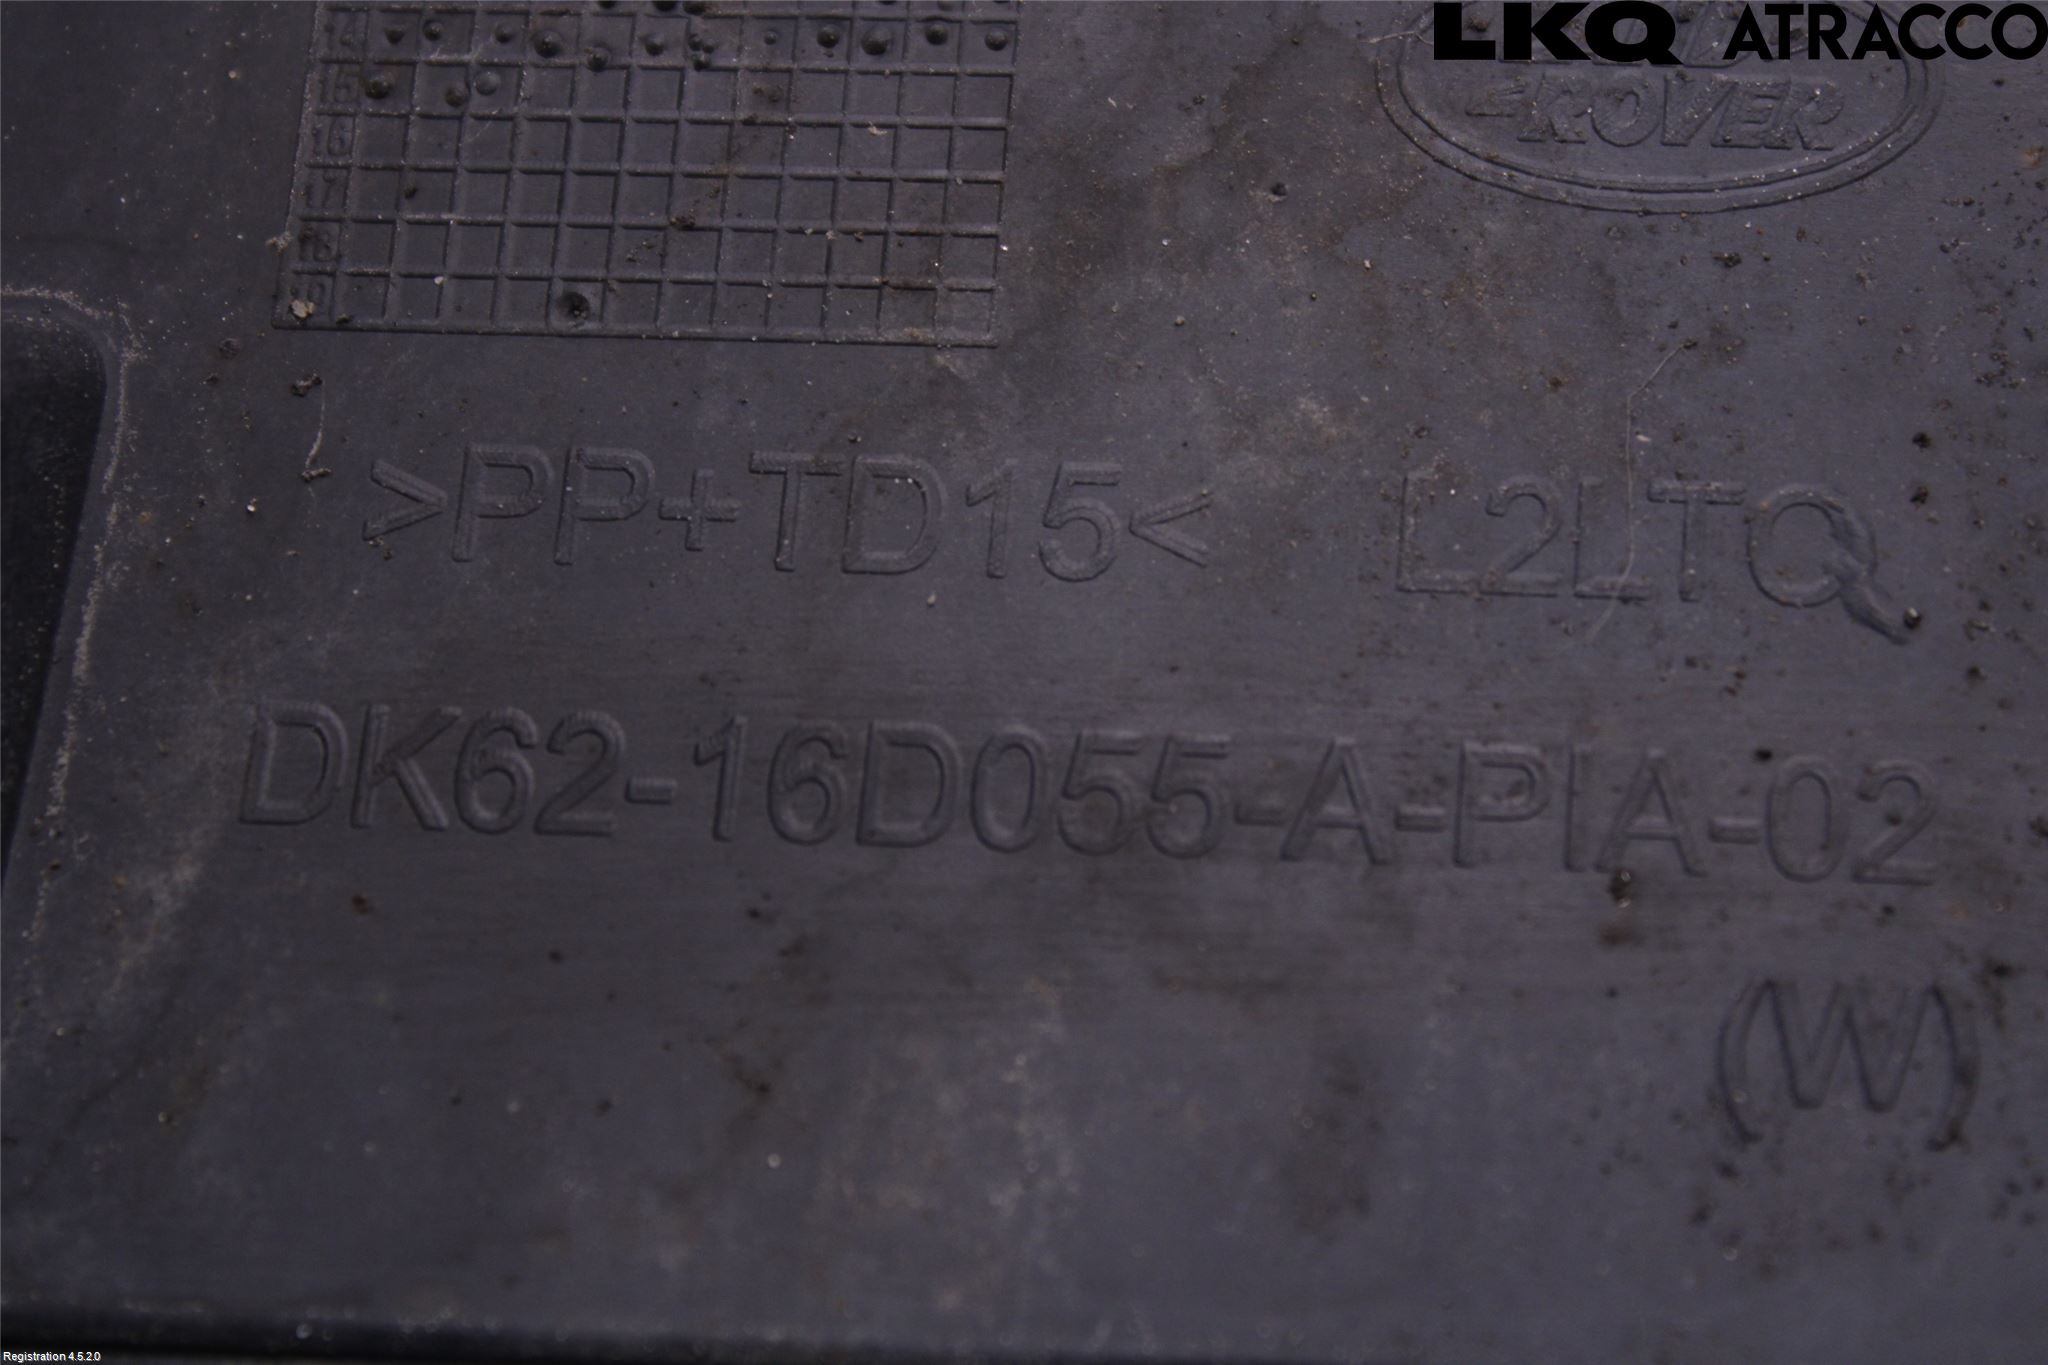 LKQ ATRACCO
14
15
16
17
18
ROVER
>PP+TD15< L2LTQ
DK62-16D055-A-PIA-02
(W)
Registration 4.5.2.0